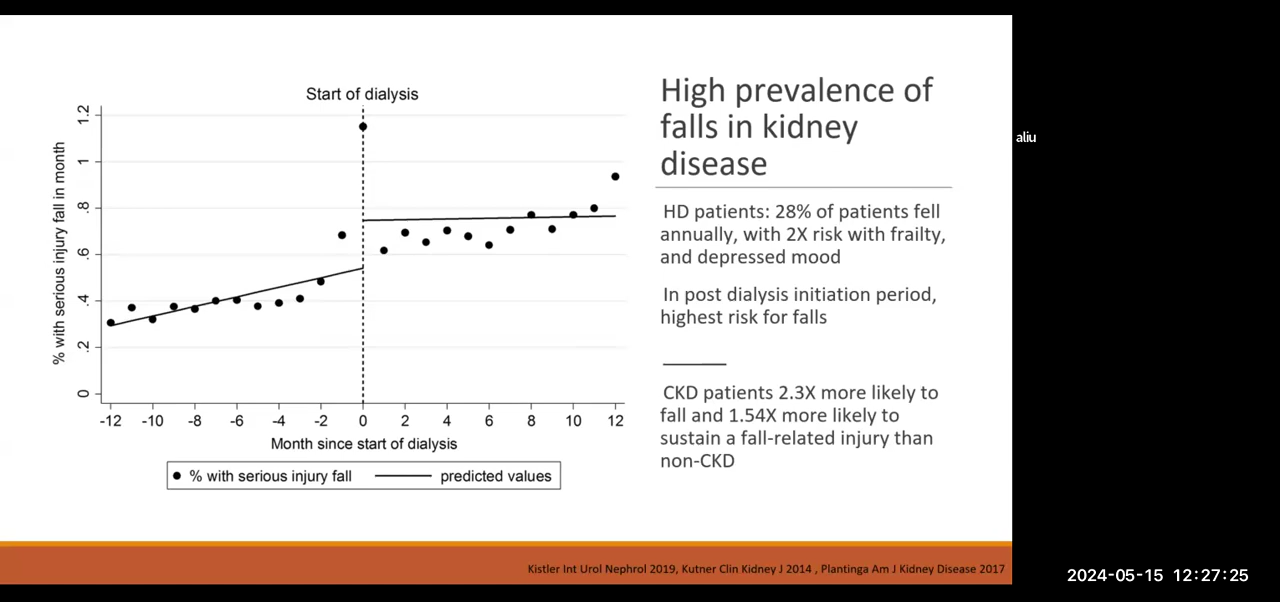 Start of dialysis
% with serious injury fall in month
1.2
1
.8
.6
.4
.2
0
-12 -10 -8 -6 -4 -2 0 2 4 6 8 10 12
Month since start of dialysis
% with serious injury fall predicted values
High prevalence of
falls in kidney
disease
HD patients: 28% of patients fell
annually, with 2X risk with frailty,
and depressed mood
In post dialysis initiation period,
highest risk for falls
CKD patients 2.3X more likely to
fall and 1.54X more likely to
sustain a fall-related injury than
non-CKD
Kistler Int Urol Nephrol 2019, Kutner Clin Kidney J 2014 , Plantinga Am J Kidney Disease 2017
aliu
2024-05-15 12:27:25